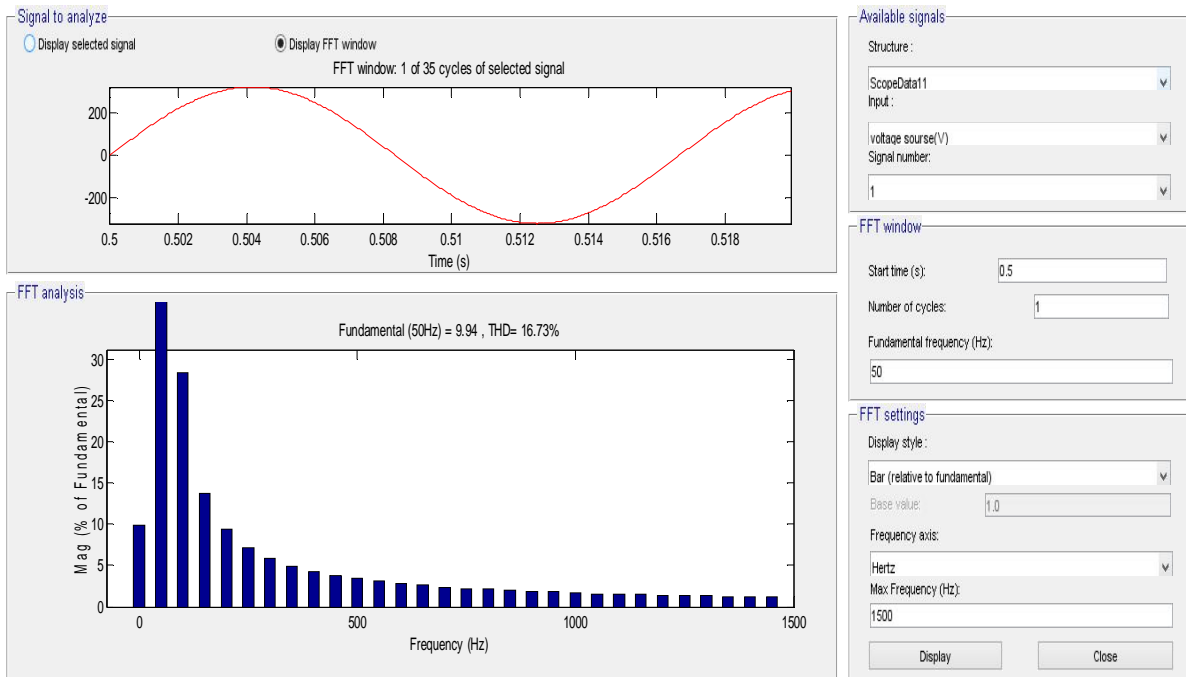 Signal to analyze
Display selected signal
Display FFT window
FFT window: 1 of 35 cycles of selected signal
200
0
-200
0.5 0.502 0.504 0.506 0.508 0.51 0.512 0.514 0.516 0.518
Time (s)
FFT analysis
Fundamental (50Hz) = 9.94 , THD= 16.73%
Mag (% of Fundamental)
30
25
20
15
10
5
0
0 500 1000 1500
Frequency (Hz)
Available signals
Structure :
ScopeData11
Input :
voltage sourse(V)
Signal number:
1
FFT window
Start time (s): 0.5
Number of cycles: 1
Fundamental frequency (Hz):
50
FFT settings
Display style :
Bar (relative to fundamental)
Base value: 1.0
Frequency axis:
Hertz
Max Frequency (Hz):
1500
Display Close